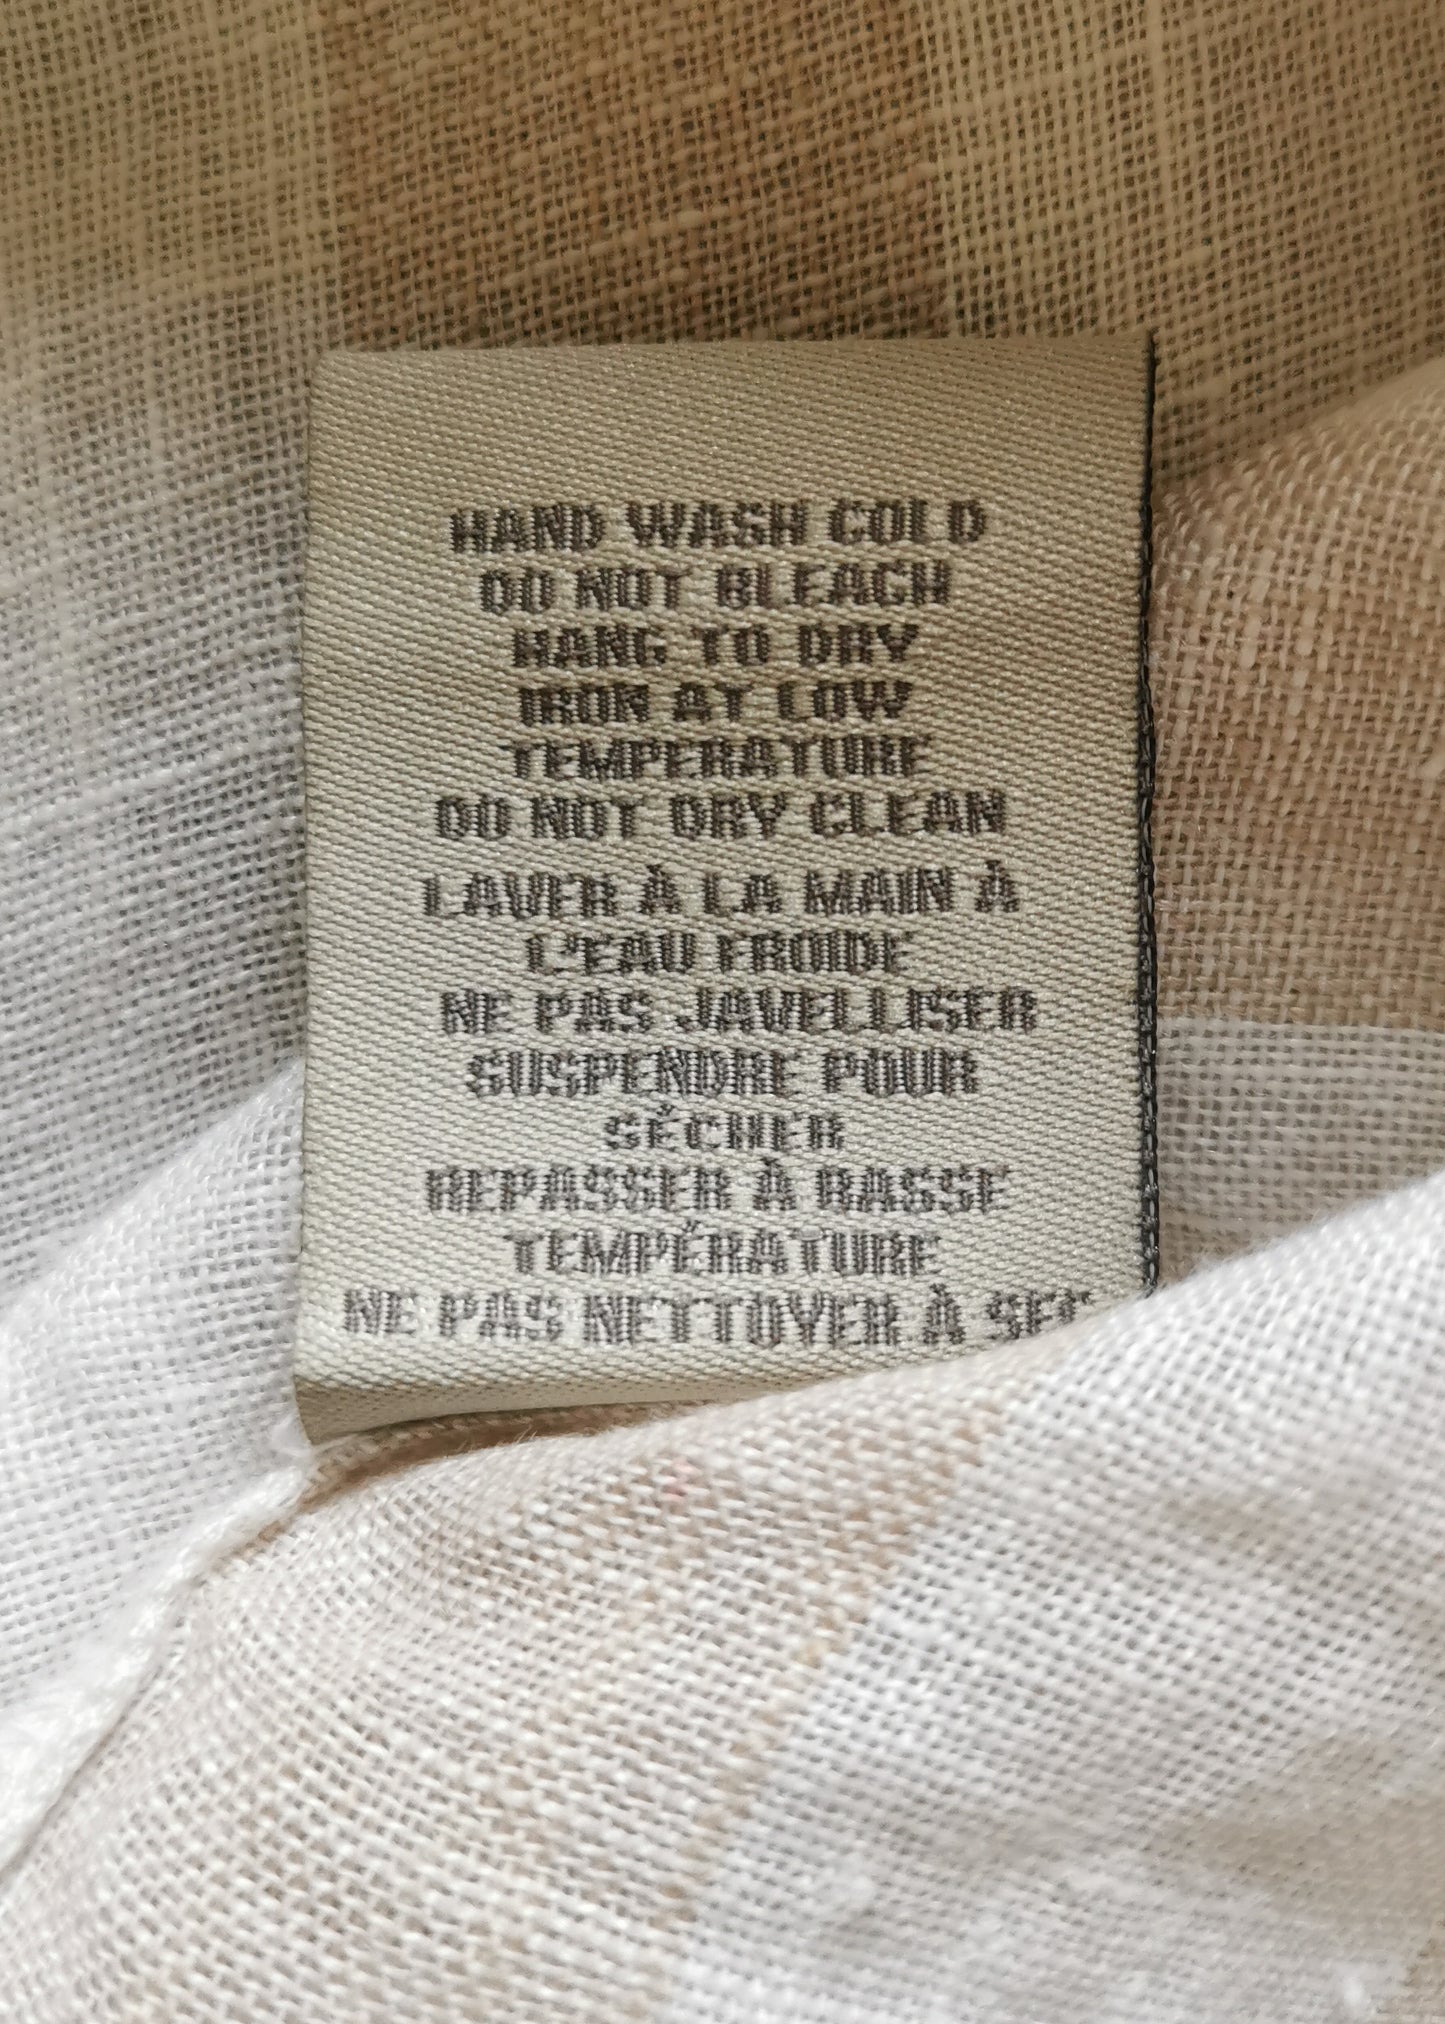 HAND WASH COLD
DO NOT BLEACH
HANG TO DRY
IRON AT LOW
TEMPERATURE
DO NOT DRY CLEAN
LAVER À LA MAIN À
L'EAU FROIDE
NE PAS JAVELLISER
SUSPENDRE POUR
SÉCHER
REPASSER À BASSE
TEMPÉRATURE
NE PAS NETTOYER À SEC